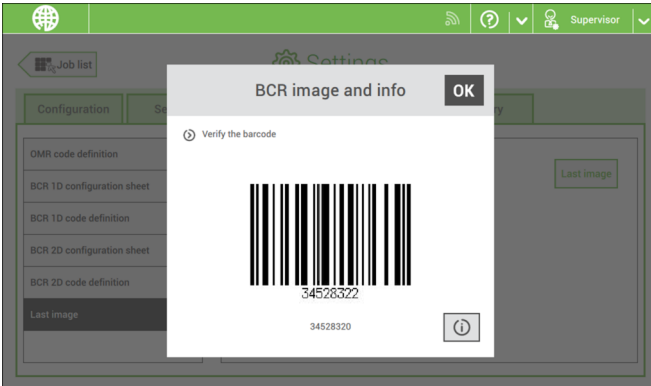 Supervisor
Job list
Settings
BCR image and info
OK
Configuration
Se
ry
Verify the barcode
OMR code definition
BCR 1D configuration sheet
BCR 1D code definition
BCR 2D configuration sheet
BCR 2D code definition
Last image
Last image
34528322
34528320